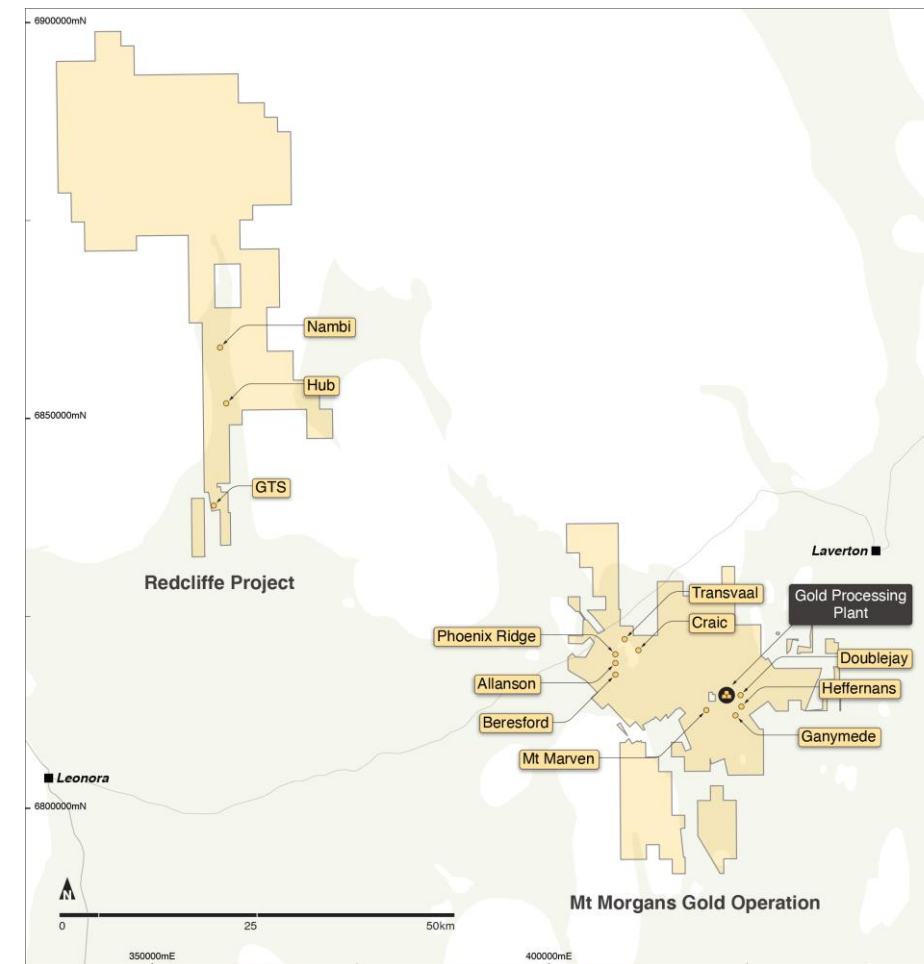 6900000mN
Nambi
Hub
6850000mN
GTS
Redcliffe Project
Laverton
Transvaal
Gold Processing
Plant
Craic
Phoenix Ridge
Doublejay
Allanson
Heffernans
Beresford
Ganymede
Mt Marven
Leonora
6800000mN
N
Mt Morgans Gold Operation
0
25
50km
350000mE
400000mE